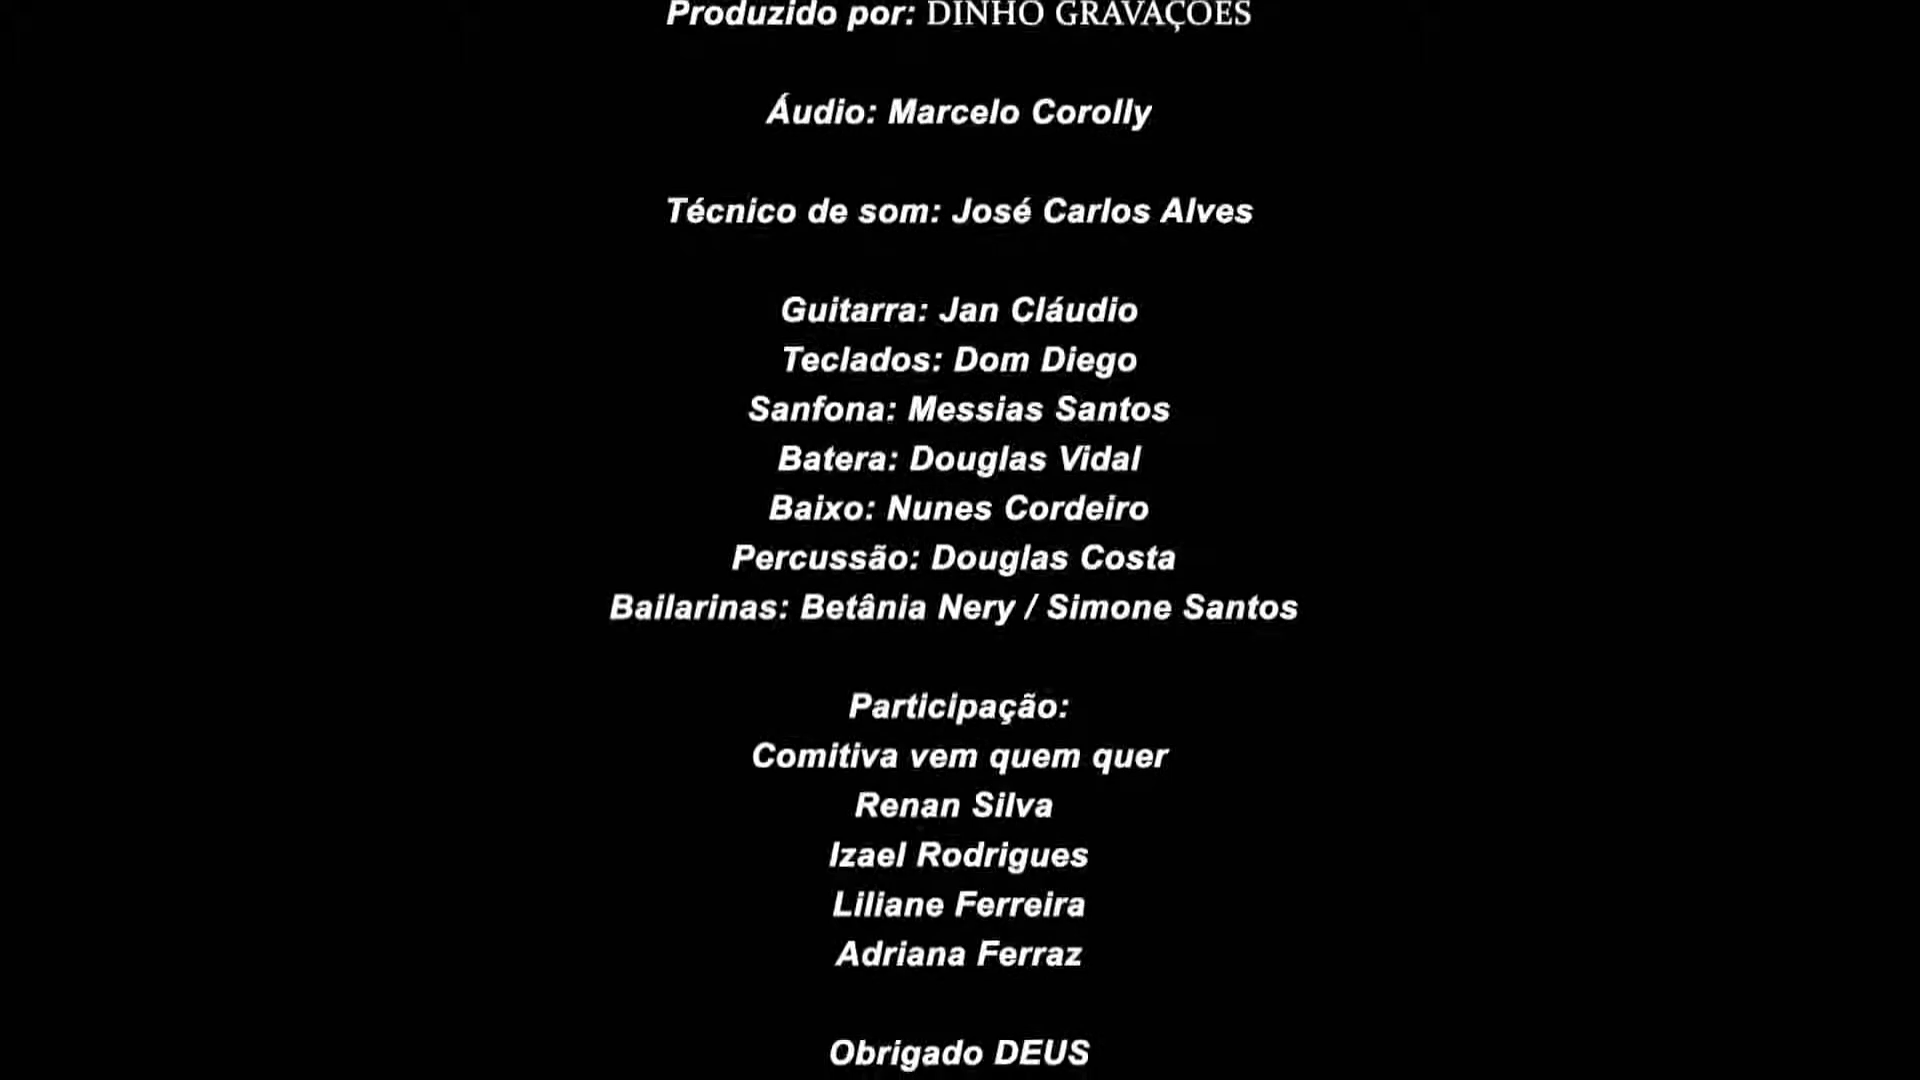 Produzido por: DINHO GRAVAÇÕES
Áudio: Marcelo Corolly
Técnico de som: José Carlos Alves
Guitarra: Jan Cláudio
Teclados: Dom Diego
Sanfona: Messias Santos
Batera: Douglas Vidal
Baixo: Nunes Cordeiro
Percussão: Douglas Costa
Bailarinas: Betânia Nery / Simone Santos
Participação:
Comitiva vem quem quer
Renan Silva
Izael Rodrigues
Liliane Ferreira
Adriana Ferraz
Obrigado DEUS